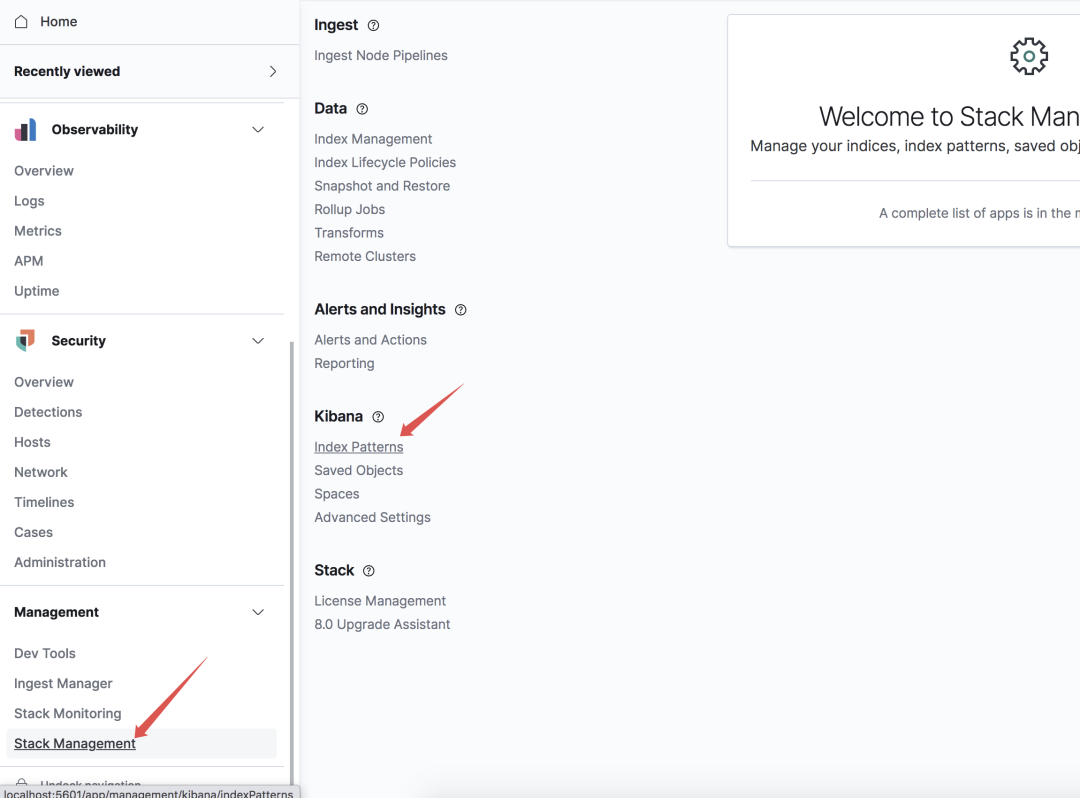 Home
Recently viewed
Observability
Overview
Logs
Metrics
APM
Uptime
Security
Overview
Detections
Hosts
Network
Timelines
Cases
Administration
Management
Dev Tools
Ingest Manager
Stack Monitoring
Stack Management
Undock navigation
localhost:5601/app/management/kibana/indexPatterns
Ingest
Ingest Node Pipelines
Data
Index Management
Index Lifecycle Policies
Snapshot and Restore
Rollup Jobs
Transforms
Remote Clusters
Alerts and Insights
Alerts and Actions
Reporting
Kibana
Index Patterns
Saved Objects
Spaces
Advanced Settings
Stack
License Management
8.0 Upgrade Assistant
Welcome to Stack Man
Manage your indices, index patterns, saved obj
A complete list of apps is in the